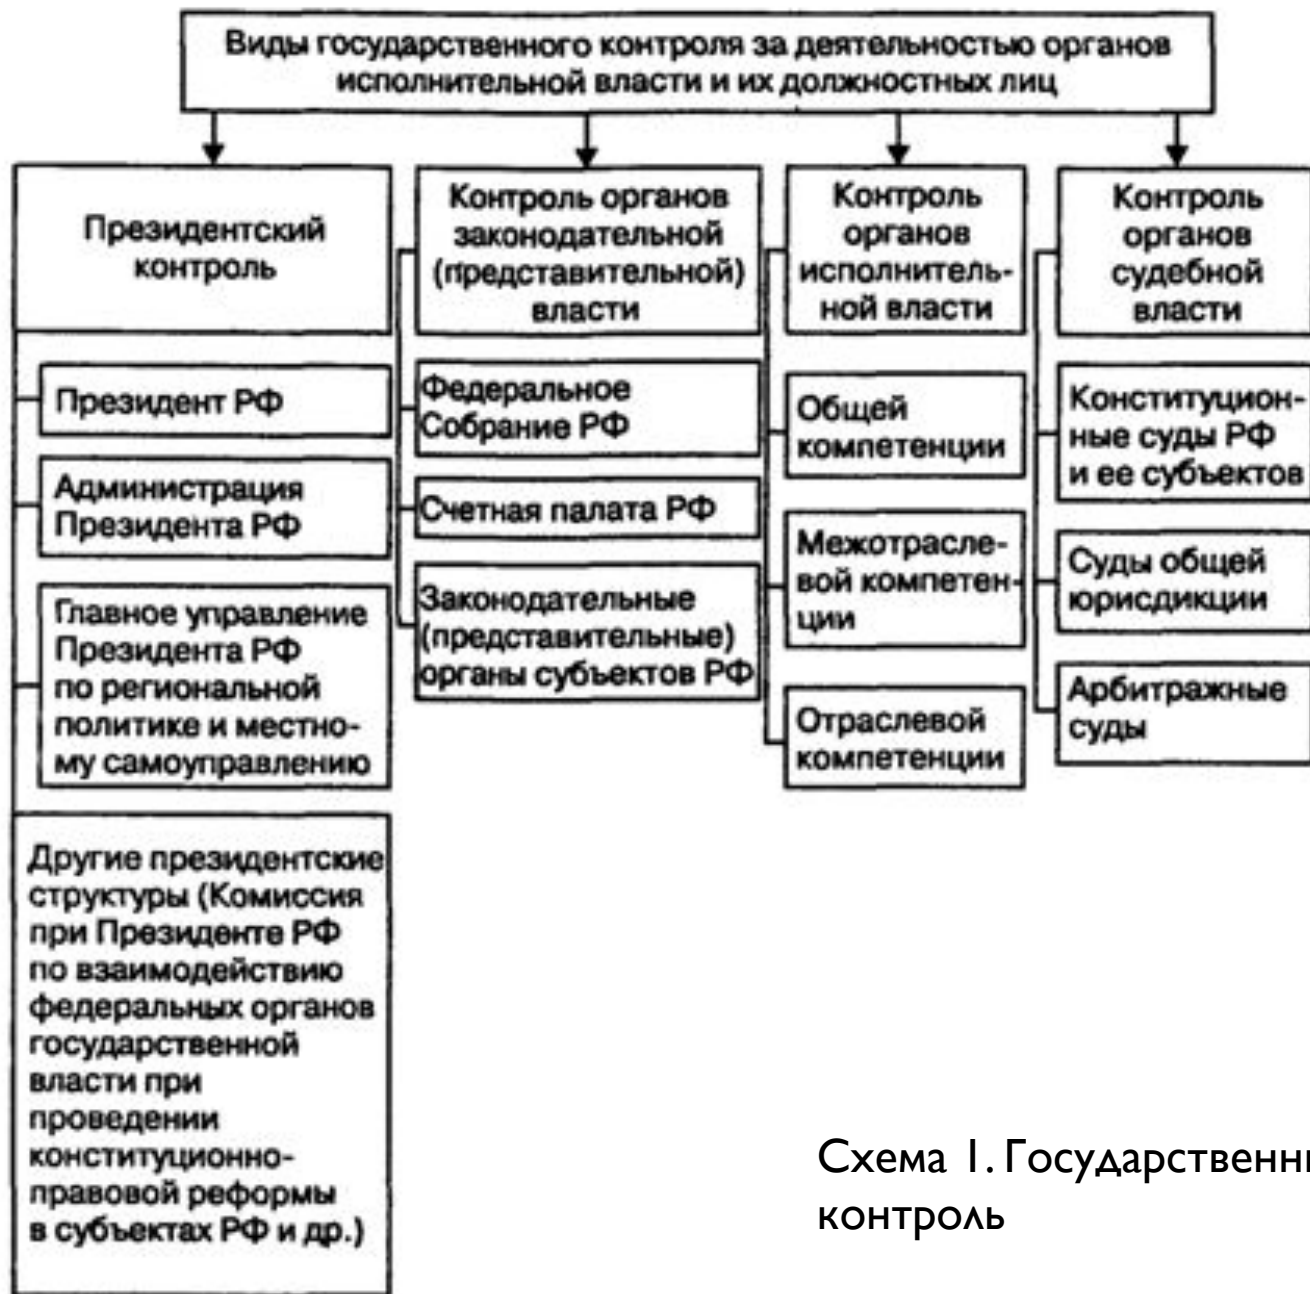 Виды государственного контроля за деятельностью органов
исполнительной власти и их должностных лиц
Президентский
контроль
Президент РФ
Администрация
Президента РФ
Главное управление
Президента РФ
по региональной
политике и местно-
му самоуправлению
Другие президентские
структуры (Комиссия
при Президенте РФ
по взаимодействию
федеральных органов
государственной
власти при
проведении
конституционно-
правовой реформы
в субъектах РФ и др.)
Контроль органов
законодательной
(представительной)
власти
Федеральное
Собрание РФ
Счетная палата РФ
Законодательные
(представительные)
органы субъектов РФ
Контроль
органов
исполнитель-
ной власти
Общей
компетенции
Межотрасле-
вой компетен-
ции
Отраслевой
компетенции
Контроль
органов
судебной
власти
Конституцион-
ные суды РФ
и ее субъектов
Суды общей
юрисдикции
Арбитражные
суды
Схема 1. Государственн
контроль